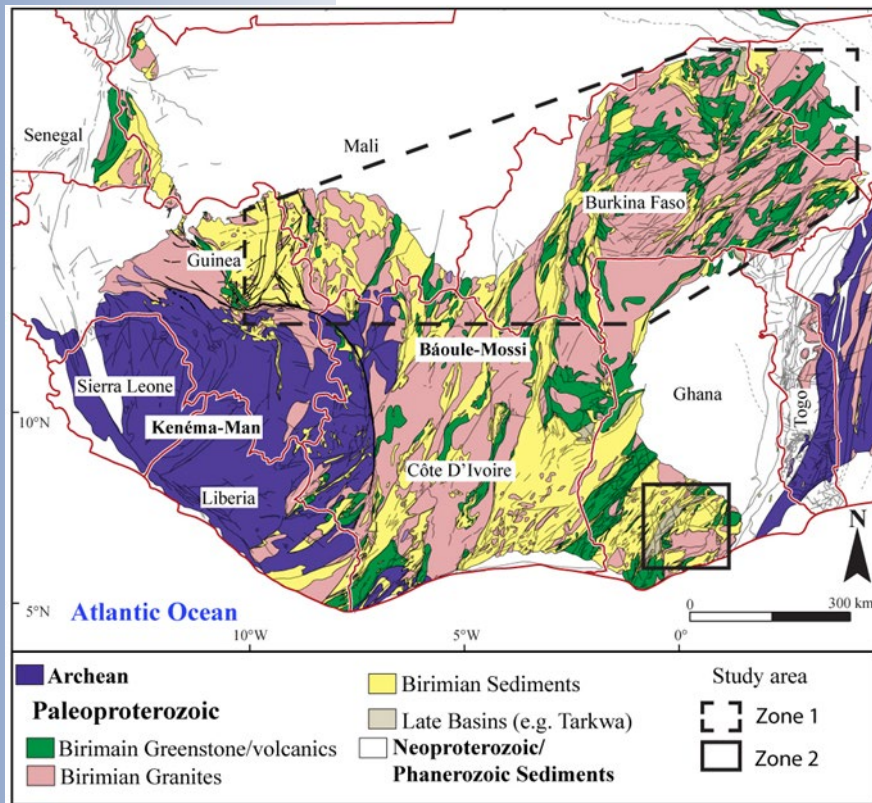 Senegal
Mali
Burkina Faso
Guinea
Báoule-Mossi
Sierra Leone
Ghana
Togo
10°N
Kenéma-Man
Côte D'Ivoire
Liberia
N
0 300 km
5°N
Atlantic Ocean
10°W 5°W 0°
Archean
Paleoproterozoic
Birimain Greenstone/volcanics
Birimian Granites
Birimian Sediments
Late Basins (e.g. Tarkwa)
Neoproterozoic/
Phanerozoic Sediments
Study area
Zone 1
Zone 2